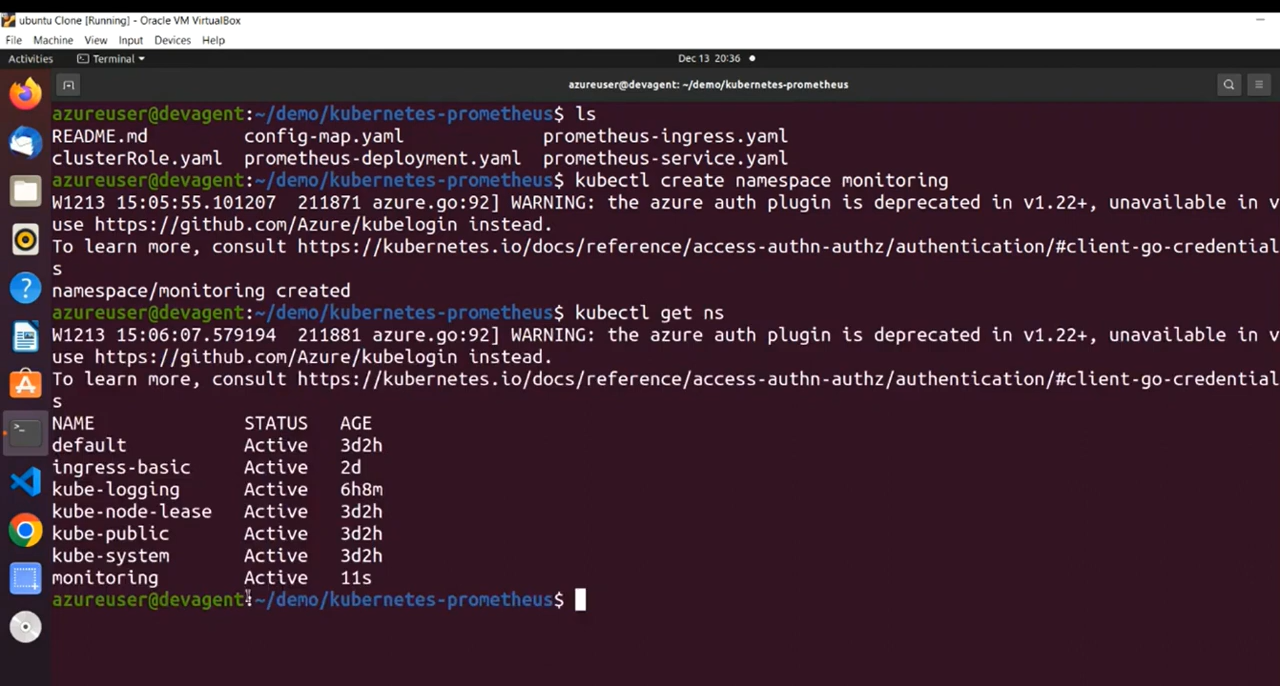 ubuntu Clone [Running] - Oracle VM VirtualBox
File Machine View Input Devices Help
Activities Terminal Dec 13 20:36
azureuser@devagent: ~/demo/kubernetes-prometheus
azureuser@devagent:~/demo/kubernetes-prometheus$ ls
README.md config-map.yaml prometheus-ingress.yaml
clusterRole.yaml prometheus-deployment.yaml prometheus-service.yaml
azureuser@devagent:~/demo/kubernetes-prometheus$ kubectl create namespace monitoring
W1213 15:05:55.101207 211871 azure.go:92] WARNING: the azure auth plugin is deprecated in v1.22+, unavailable in v
use https://github.com/Azure/kubelogin instead.
To learn more, consult https://kubernetes.io/docs/reference/access-authn-authz/authentication/#client-go-credential
s
namespace/monitoring created
azureuser@devagent:~/demo/kubernetes-prometheus$ kubectl get ns
W1213 15:06:07.579194 211881 azure.go:92] WARNING: the azure auth plugin is deprecated in v1.22+, unavailable in v
use https://github.com/Azure/kubelogin instead.
To learn more, consult https://kubernetes.io/docs/reference/access-authn-authz/authentication/#client-go-credential
s
NAME STATUS AGE
default Active 3d2h
ingress-basic Active 2d
kube-logging Active 6h8m
kube-node-lease Active 3d2h
kube-public Active 3d2h
kube-system Active 3d2h
monitoring Active 11s
azureuser@devagent:~/demo/kubernetes-prometheus$